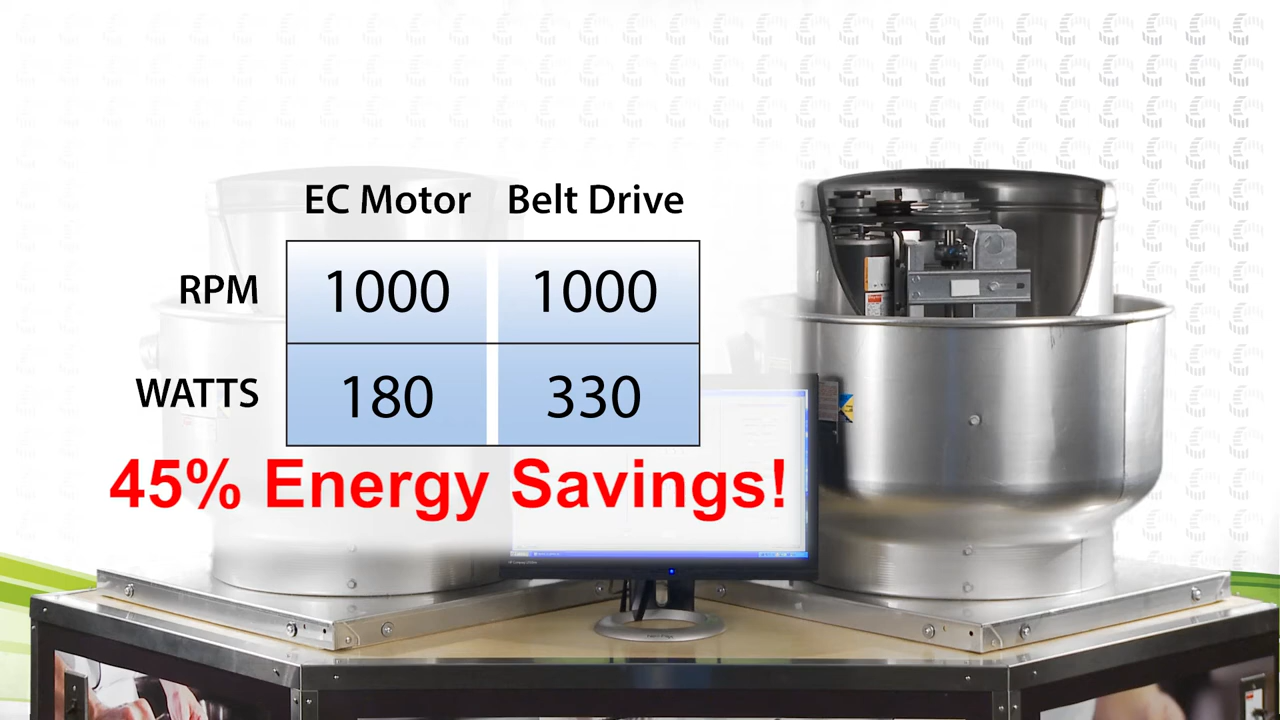 EC Motor Belt Drive
RPM 1000 1000
WATTS 180 330
45% Energy Savings!